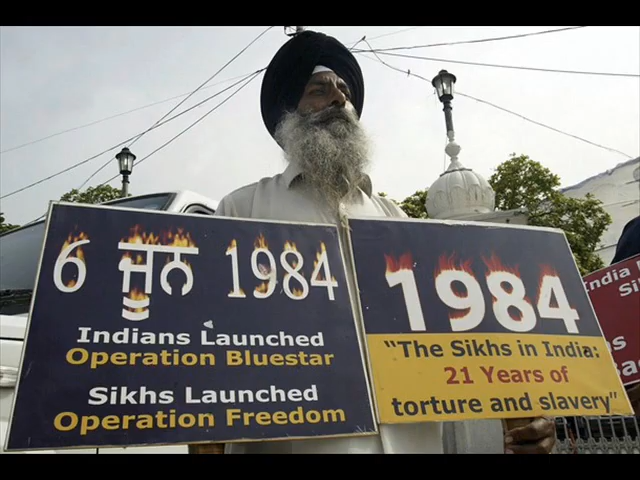 6 ਜੂਨ 1984
Indians Launched
Operation Bluestar
Sikhs Launched
Operation Freedom
1984
"The Sikhs in India:
21 Years of
torture and slavery"
India